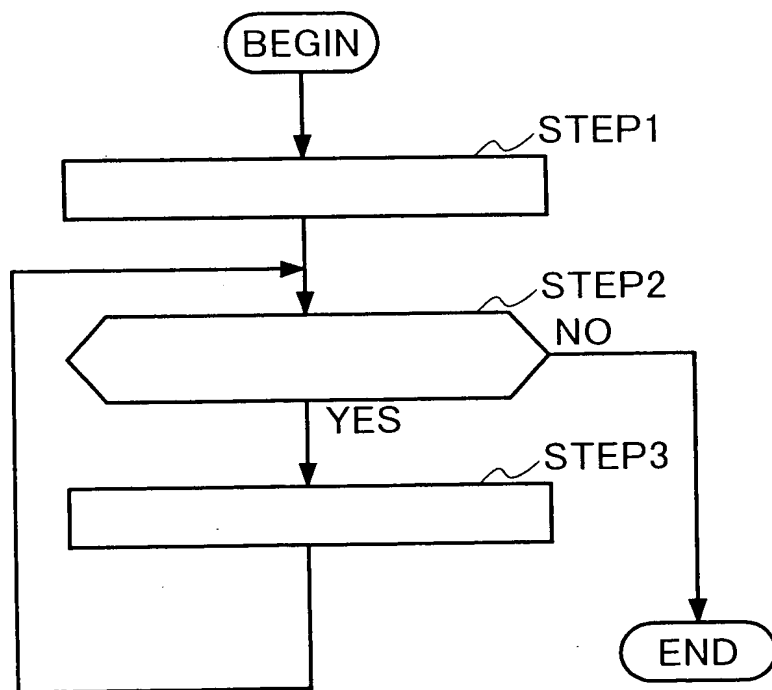 BEGIN
STEP1
STEP2
NO
YES
STEP3
END